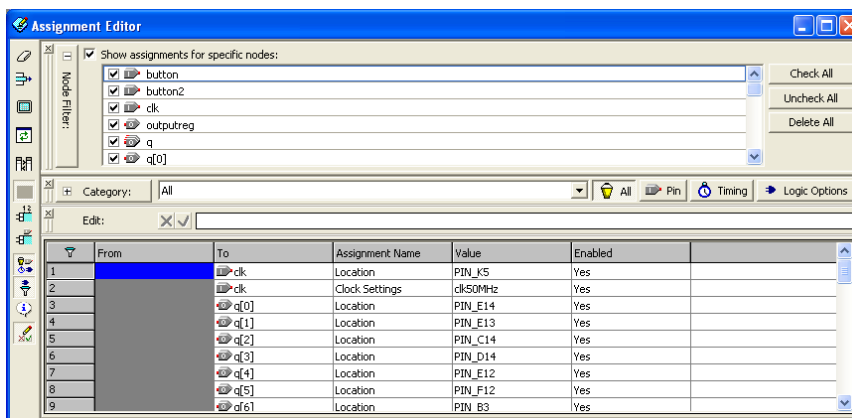 Assignment Editor
Node Filter:
Show assignments for specific nodes:
button
button2
clk
outputreg
q
q[0]
Check All
Uncheck All
Delete All
Category: All All Pin Timing Logic Options
Edit:
From To Assignment Name Value Enabled
1 clk Location PIN_K5 Yes
2 clk Clock Settings clk50MHz Yes
3 q[0] Location PIN_E14 Yes
4 q[1] Location PIN_E13 Yes
5 q[2] Location PIN_C14 Yes
6 q[3] Location PIN_D14 Yes
7 q[4] Location PIN_E12 Yes
8 q[5] Location PIN_F12 Yes
9 q[6] Location PIN_B3 Yes